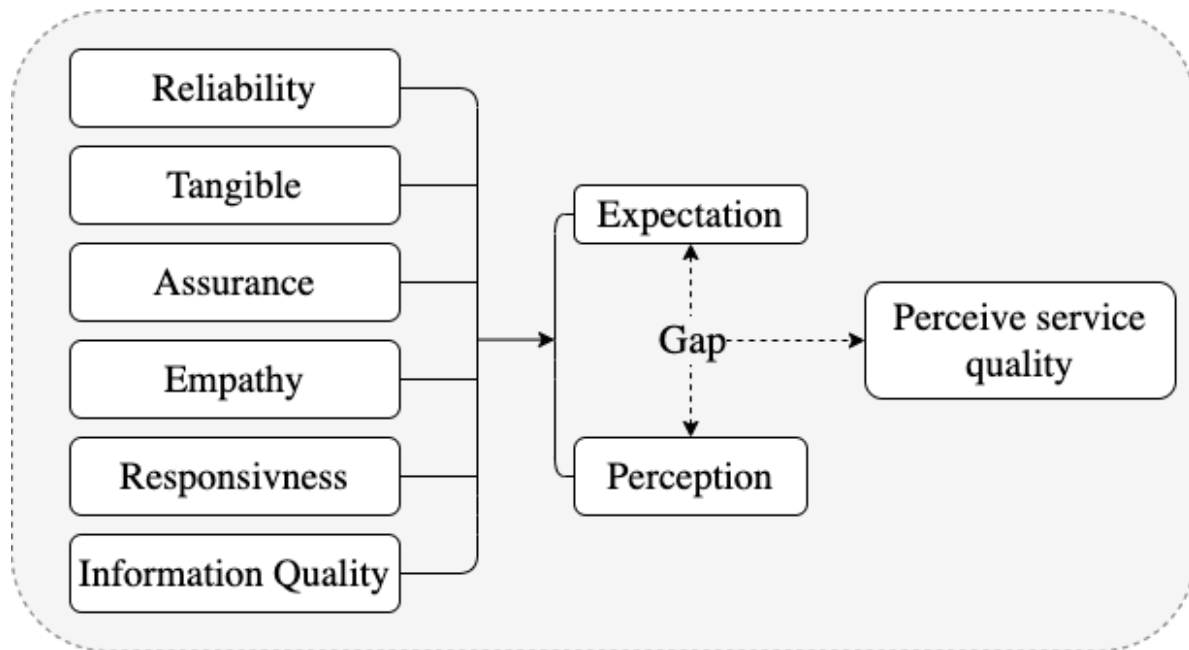 Reliability
Tangible
Assurance
Empathy
Responsivness
Information Quality
Expectation
Gap
Perception
Perceive service
quality